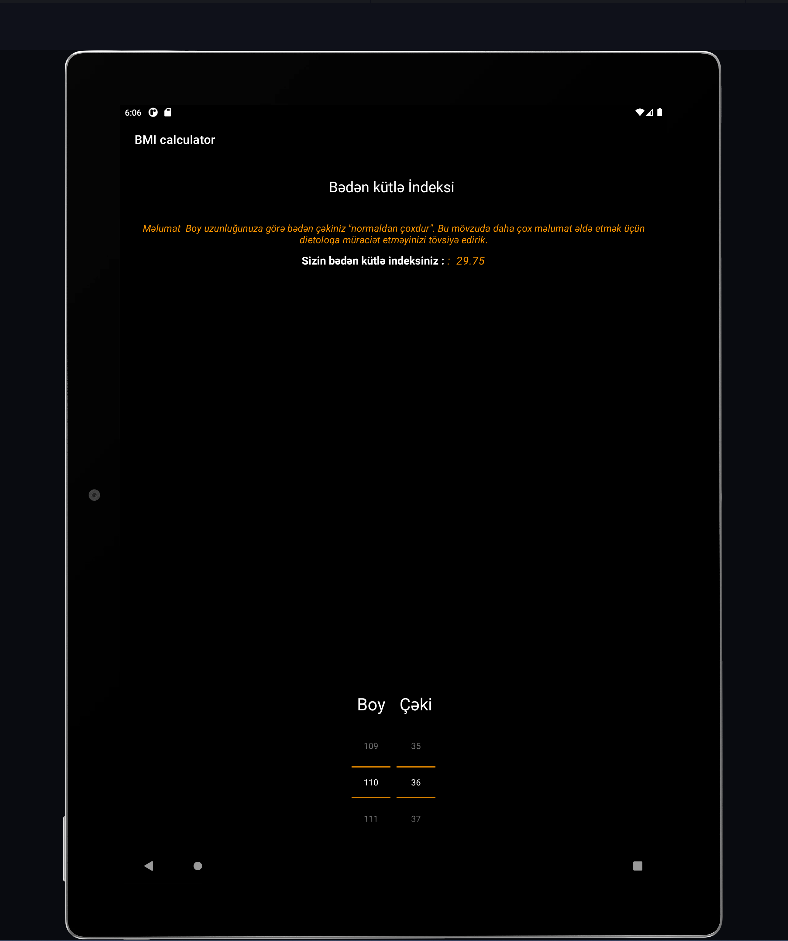 6:06
BMI calculator
Bədən kütlə İndeksi
Məlumat Boy uzunluğunuza görə bədən çəkiniz "normaldan çoxdur". Bu mövzuda daha çox məlumat əldə etmək üçün
dietoloqa müraciət etməyinizi tövsiyə edirik.
Sizin bədən kütlə indeksiniz : : 29.75
Boy Çəki
109 35
110 36
111 37